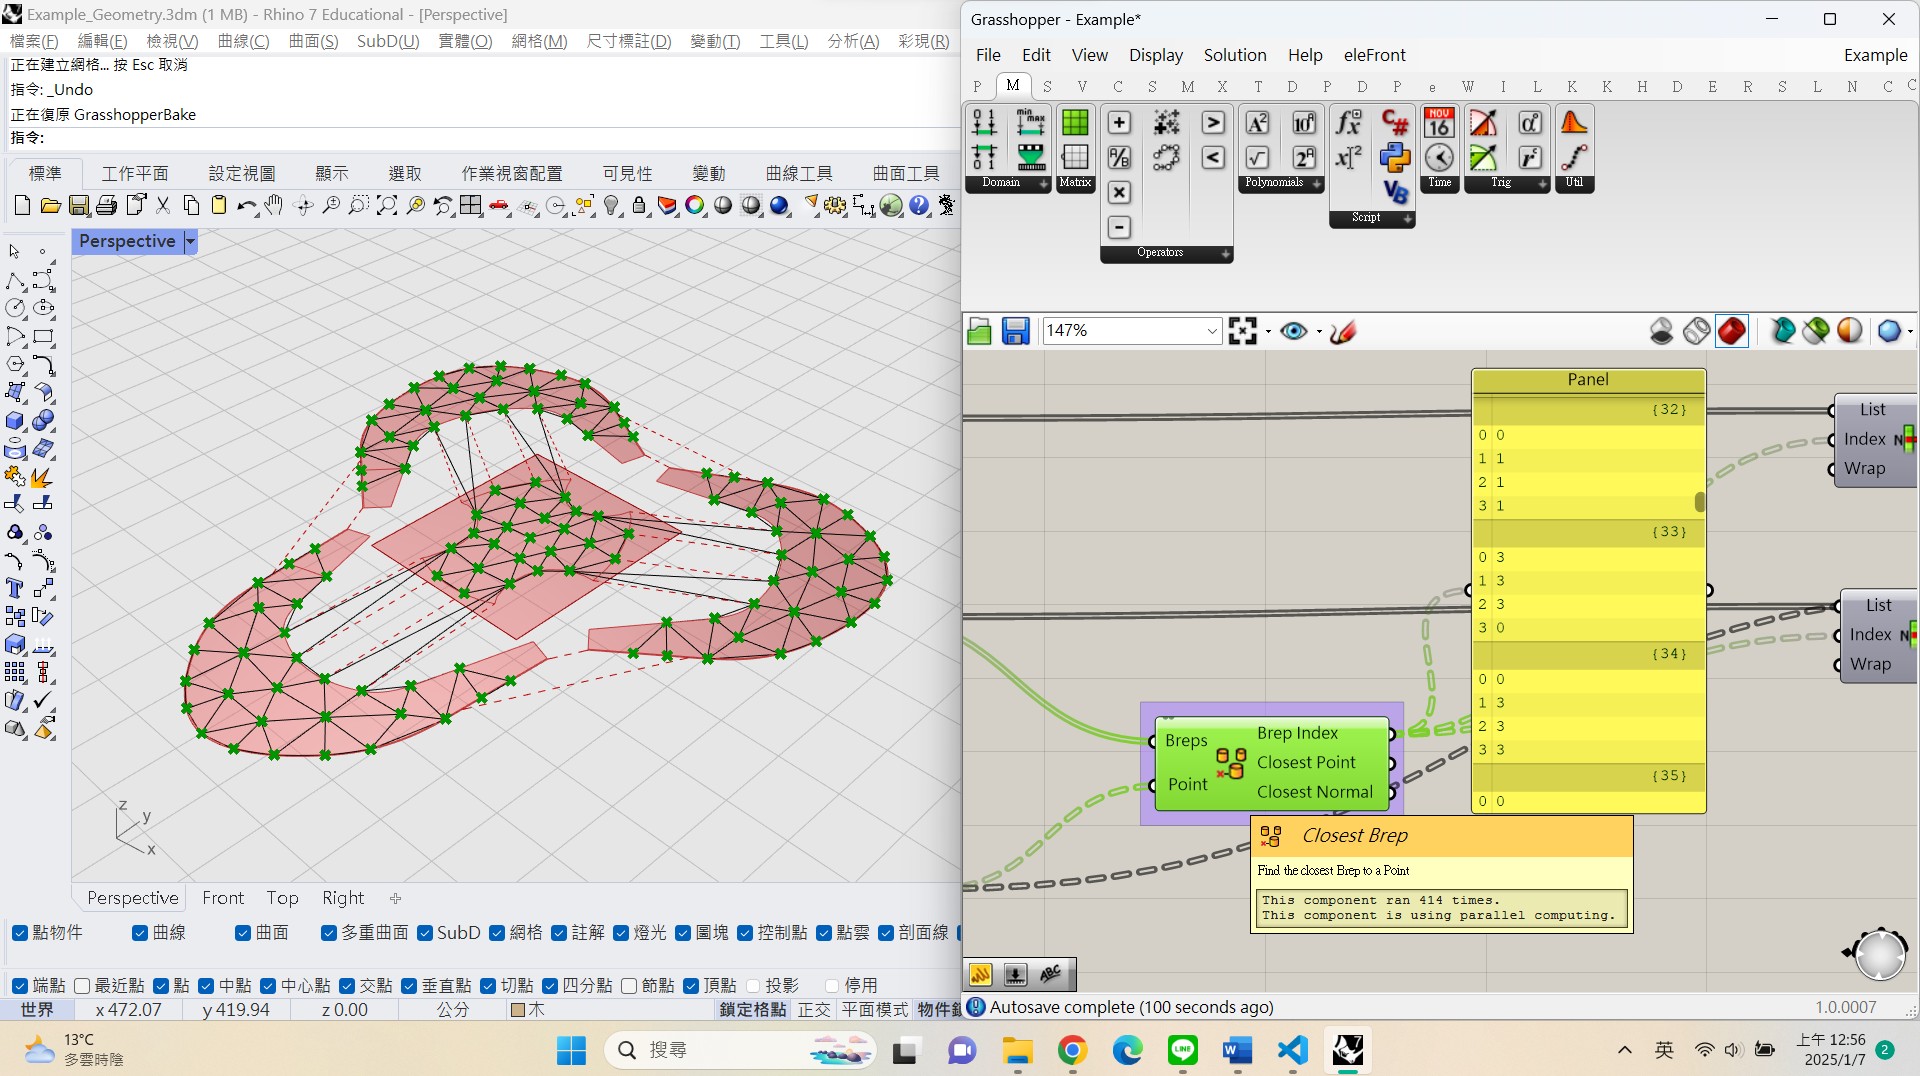 Example_Geometry.3dm (1 MB) - Rhino 7 Educational - [Perspective]
檔案(F) 編輯(E) 檢視(V) 曲線(C) 曲面(S) SubD(U) 實體(O) 網格(M) 尺寸標註(D) 變動(T) 工具(L) 分析(A) 彩現(R)
正在建立網格... 按 Esc 取消
指令: _Undo
正在復原 GrasshopperBake
指令:
標準 工作平面 設定視圖 顯示 選取 作業視窗配置 可見性 變動 曲線工具 曲面工具
Perspective
z
y
x
Perspective Front Top Right
點物件 曲線 曲面 多重曲面 SubD 網格 註解 燈光 圖塊 控制點 點雲 剖面線
端點 最近點 點 中點 中心點 交點 垂直點 切點 四分點 節點 頂點 投影 停用
世界 x 472.07 y 419.94 z 0.00 公分 木 鎖定格點 正交 平面模式
Grasshopper - Example*
File Edit View Display Solution Help eleFront Example
P M S V C S M X T D P D P e W I L K K H D E R S L N C C
Domain Matrix Operators Polynomials Script Time Trig Util
147%
Panel
{32}
0 0
1 1
2 1
3 1
{33}
0 3
1 3
2 3
3 0
{34}
0 0
1 3
2 3
3 3
{35}
0 0
List
Index
Wrap
List
Index
Wrap
Breps
Point
Brep Index
Closest Point
Closest Normal
Closest Brep
Find the closest Brep to a Point
This component ran 414 times.
This component is using parallel computing.
Autosave complete (100 seconds ago)
1.0.0007
13°C
多雲時陰
搜尋
英
上午 12:56
2025/1/7
2